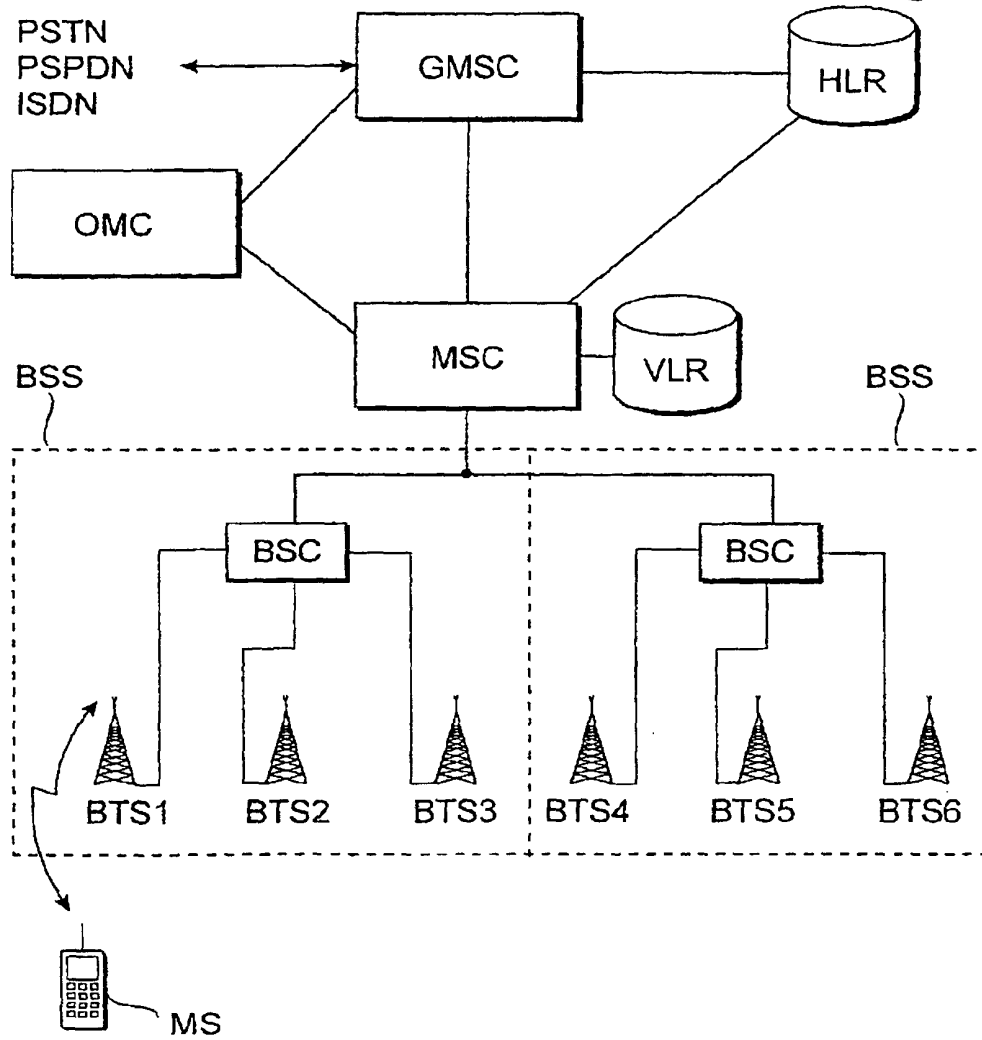 PSTN
PSPDN
ISDN
GMSC
HLR
OMC
MSC
VLR
BSS
BSS
BSC
BSC
BTS1
BTS2
BTS3
BTS4
BTS5
BTS6
MS